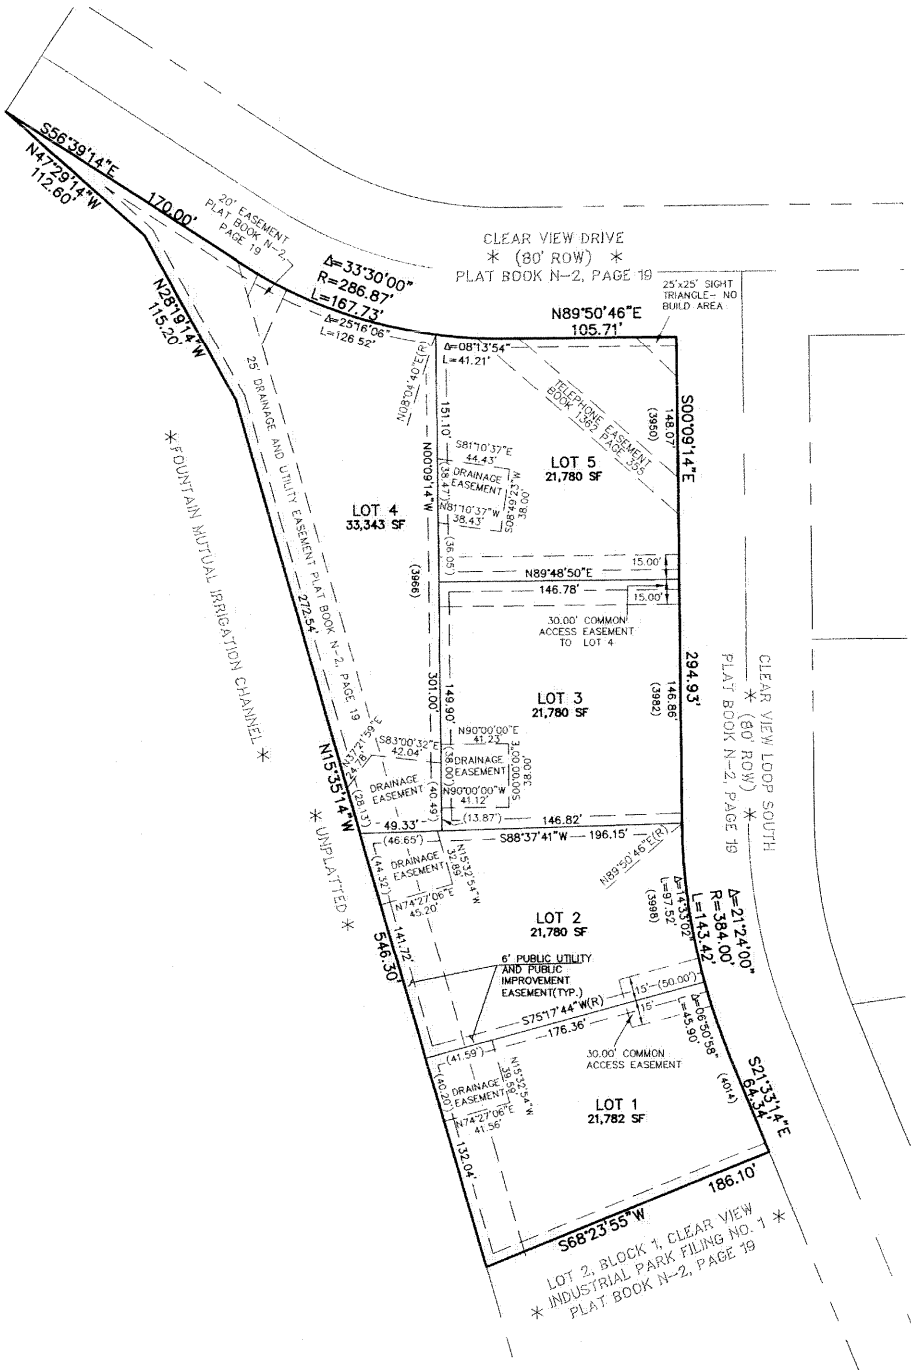 S56°39'14"E
170.00'
N47°29'14"W
112.60'
20' EASEMENT
PLAT BOOK N-2,
PAGE 19
Δ=33°30'00"
R=286.87'
L=167.73'
Δ=25°16'06"
L=126.52'
CLEAR VIEW DRIVE
* (80' ROW) *
PLAT BOOK N-2, PAGE 19
25'x25' SIGHT
TRIANGLE- NO
BUILD AREA
N89°50'46"E
105.71'
N28°19'14"W
115.20'
Δ=08°13'54"
L=41.21'
N08°04'40"E(R)
25' DRAINAGE AND UTILITY EASEMENT PLAT BOOK N-2, PAGE 19
TELEPHONE EASEMENT
BOOK 1362 PAGE 355
S00°09'14"E
148.07'
(3950)
151.10'
N00°09'14"W
S81°10'37"E
44.43'
DRAINAGE
EASEMENT
(38.47')
N81°10'37"W
38.43'
S08°49'23"W
38.00'
(36.05')
LOT 5
21,780 SF
LOT 4
33,343 SF
(3966)
* FOUNTAIN MUTUAL IRRIGATION CHANNEL *
N89°48'50"E
146.78'
15.00'
15.00'
30.00' COMMON
ACCESS EASEMENT
TO LOT 4
272.54'
301.00'
149.90'
LOT 3
21,780 SF
294.93'
146.86'
(3982)
CLEAR VIEW LOOP SOUTH
* (80' ROW) *
PLAT BOOK N-2, PAGE 19
N90°00'00"E
41.23'
DRAINAGE
EASEMENT
(38.00')
S00°00'00"E
38.00'
N90°00'00"W
41.12'
(13.87')
S83°00'32"E
42.04'
N37°21'59"E
24.78'
DRAINAGE
EASEMENT
(28.13')
(40.49')
N15°35'14"W
546.30'
* UNPLATTED *
49.33'
146.82'
S88°37'41"W 196.15'
(46.65')
DRAINAGE
EASEMENT
(44.32')
N15°32'54"W
32.89'
N74°27'06"E
45.20'
N89°50'46"E(R)
Δ=14°33'02"
L=97.52'
(3998)
Δ=21°24'00"
R=384.00'
L=143.42'
LOT 2
21,780 SF
141.72'
6' PUBLIC UTILITY
AND PUBLIC
IMPROVEMENT
EASEMENT(TYP.)
S75°17'44"W(R)
176.36'
15'
(50.00')
15'
Δ=06°50'58"
L=45.90'
30.00' COMMON
ACCESS EASEMENT
(41.59')
(40.20')
DRAINAGE
EASEMENT
N15°32'54"W
39.59'
N74°27'06"E
41.56'
LOT 1
21,782 SF
(4014)
S21°33'14"E
64.34'
132.04'
186.10'
S68°23'55"W
LOT 2, BLOCK 1, CLEAR VIEW
* INDUSTRIAL PARK FILING NO. 1 *
PLAT BOOK N-2, PAGE 19